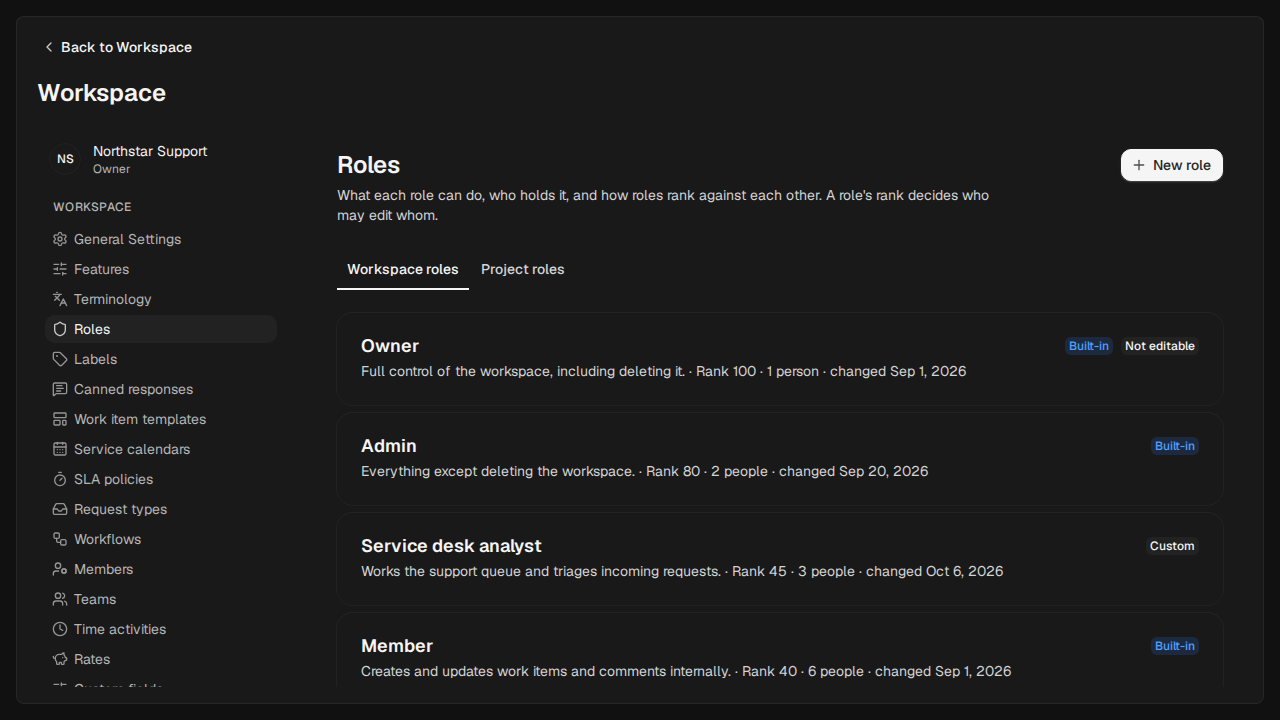 Back to Workspace
Workspace
NS
Northstar Support
Owner
WORKSPACE
General Settings
Features
Terminology
Roles
Labels
Canned responses
Work item templates
Service calendars
SLA policies
Request types
Workflows
Members
Teams
Time activities
Rates
Custom fields
Roles
New role
What each role can do, who holds it, and how roles rank against each other. A role's rank decides who
may edit whom.
Workspace roles
Project roles
Owner
Built-in
Not editable
Full control of the workspace, including deleting it. · Rank 100 · 1 person · changed Sep 1, 2026
Admin
Built-in
Everything except deleting the workspace. · Rank 80 · 2 people · changed Sep 20, 2026
Service desk analyst
Custom
Works the support queue and triages incoming requests. · Rank 45 · 3 people · changed Oct 6, 2026
Member
Built-in
Creates and updates work items and comments internally. · Rank 40 · 6 people · changed Sep 1, 2026